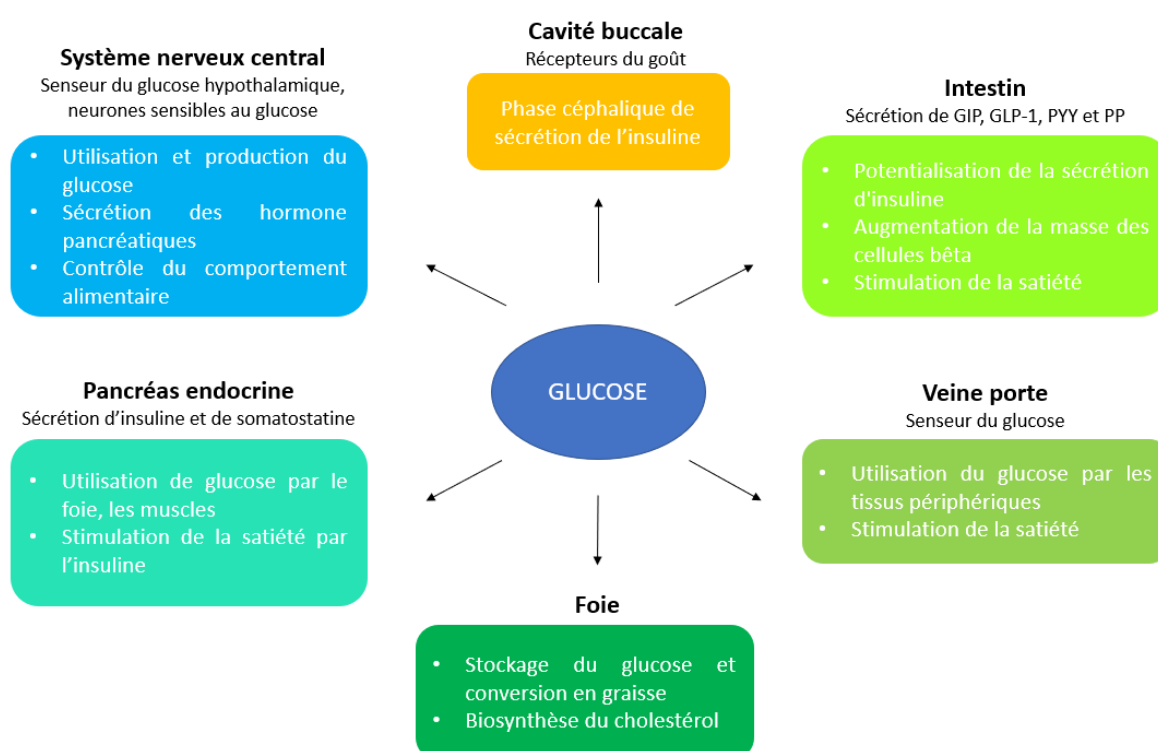 Cavité buccale
Récepteurs du goût
Phase céphalique de
sécrétion de l'insuline
Système nerveux central
Senseur du glucose hypothalamique,
neurones sensibles au glucose
• Utilisation et production du
glucose
• Sécrétion des hormone
pancréatiques
• Contrôle du comportement
alimentaire
Intestin
Sécrétion de GIP, GLP-1, PYY et PP
• Potentialisation de la sécrétion
d'insuline
• Augmentation de la masse des
cellules bêta
• Stimulation de la satiété
GLUCOSE
Pancréas endocrine
Sécrétion d'insuline et de somatostatine
• Utilisation de glucose par le
foie, les muscles
• Stimulation de la satiété par
l'insuline
Veine porte
Senseur du glucose
• Utilisation du glucose par les
tissus périphériques
• Stimulation de la satiété
Foie
• Stockage du glucose et
conversion en graisse
• Biosynthèse du cholestérol